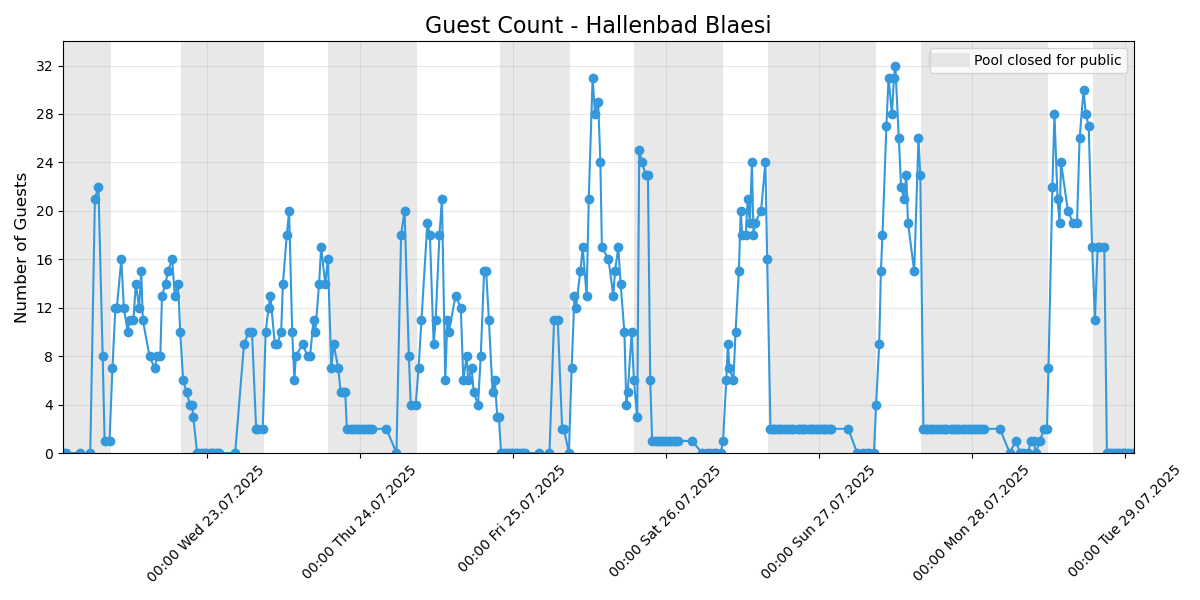 Guest Count - Hallenbad Blaesi
Pool closed for public
Number of Guests
32
28
24
20
16
12
8
4
0
00:00 Wed 23.07.2025
00:00 Thu 24.07.2025
00:00 Fri 25.07.2025
00:00 Sat 26.07.2025
00:00 Sun 27.07.2025
00:00 Mon 28.07.2025
00:00 Tue 29.07.2025